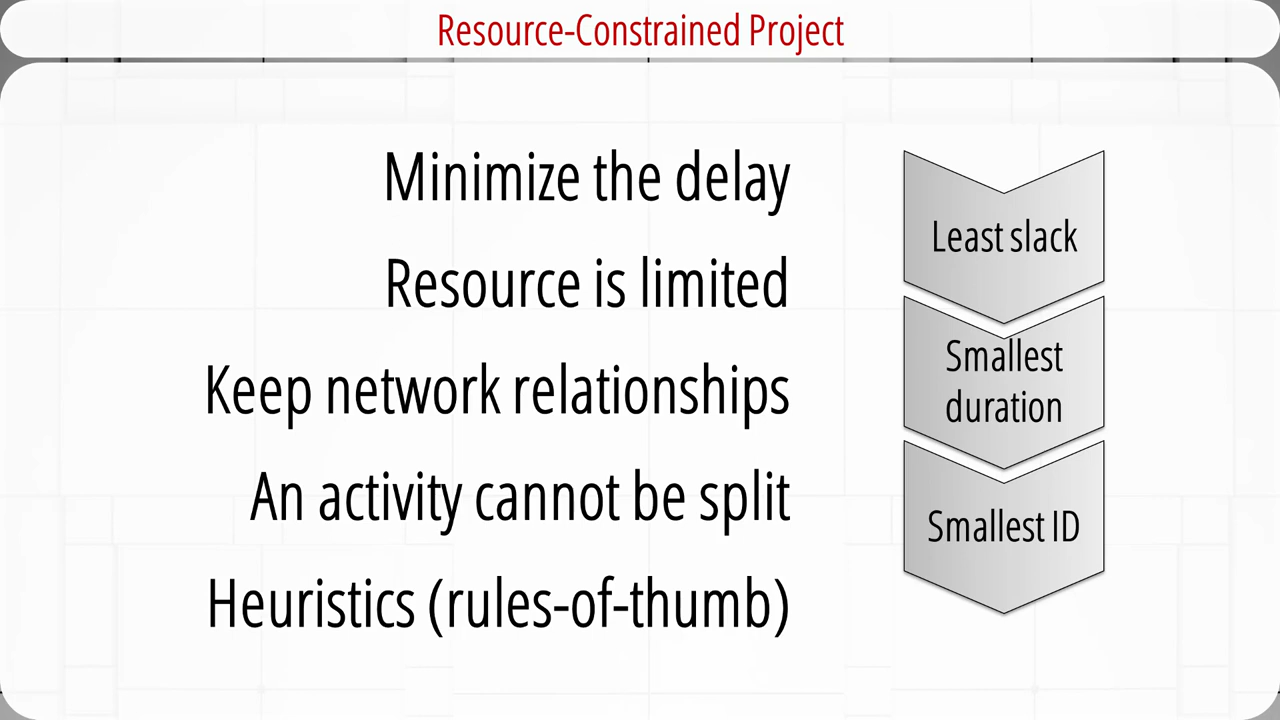 Resource-Constrained Project
Minimize the delay
Resource is limited
Keep network relationships
An activity cannot be split
Heuristics (rules-of-thumb)
Least slack
Smallest
duration
Smallest ID